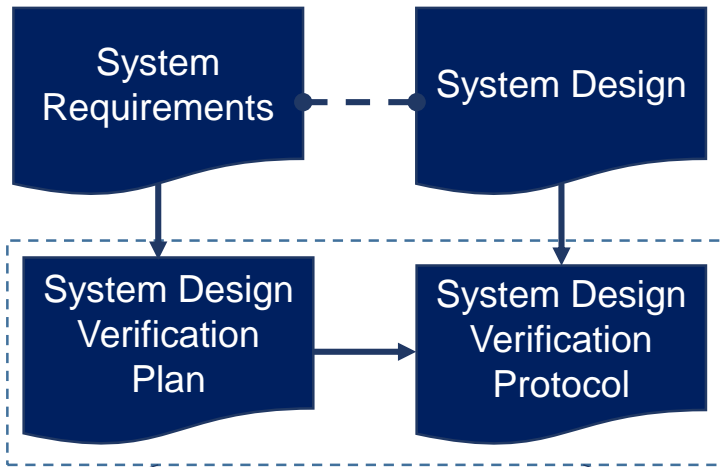 System
Requirements
System Design
System Design
Verification
Plan
System Design
Verification
Protocol